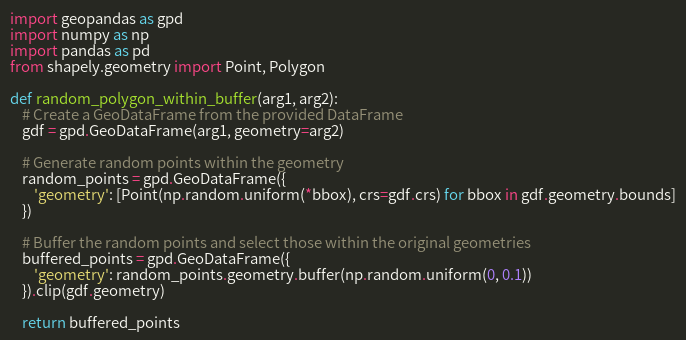 import geopandas as gpd
import numpy as np
import pandas as pd
from shapely.geometry import Point, Polygon
def random_polygon_within_buffer(arg1, arg2):
# Create a GeoDataFrame from the provided DataFrame
gdf = gpd.GeoDataFrame(arg1, geometry=arg2)
# Generate random points within the geometry
random_points = gpd.GeoDataFrame({
'geometry': [Point(np.random.uniform(*bbox), crs=gdf.crs) for bbox in gdf.geometry.bounds]
})
# Buffer the random points and select those within the original geometries
buffered_points = gpd.GeoDataFrame({
'geometry': random_points.geometry.buffer(np.random.uniform(0, 0.1))
}).clip(gdf.geometry)
return buffered_points